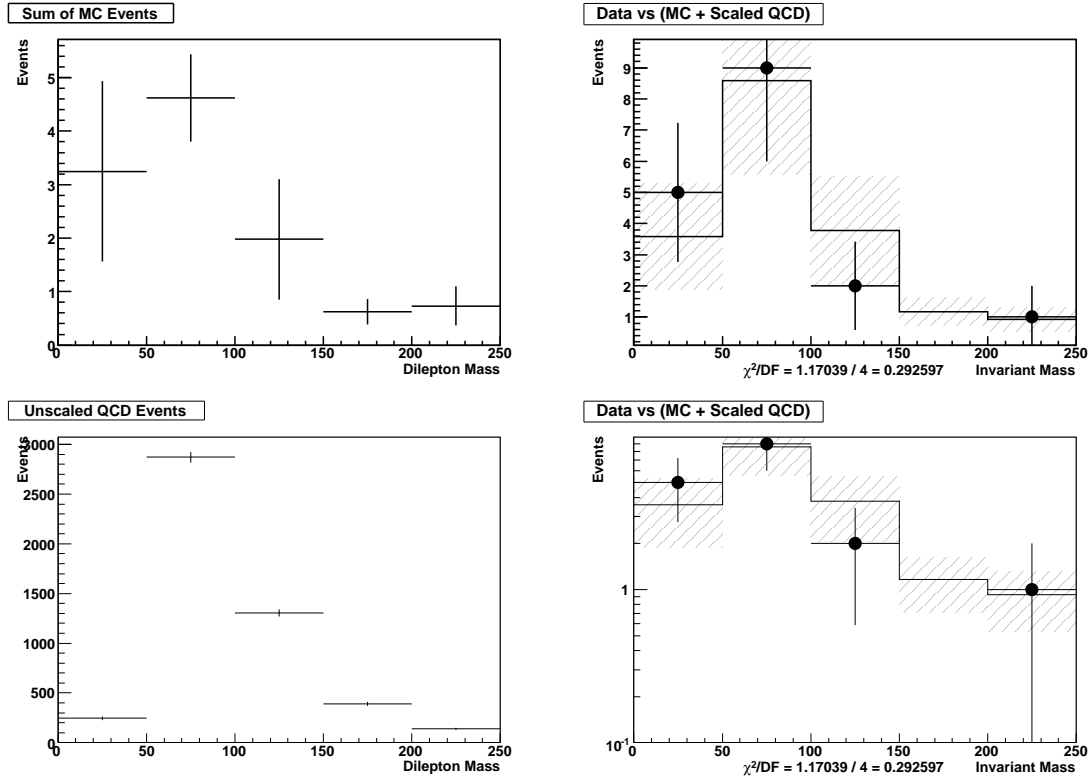 Sum of MC Events
Events
5
4
3
2
1
0
0 50 100 150 200 250
Dilepton Mass
Data vs (MC + Scaled QCD)
Events
9
8
7
6
5
4
3
2
1
0 50 100 150 200 250
χ²/DF = 1.17039 / 4 = 0.292597 Invariant Mass
Unscaled QCD Events
Events
3000
2500
2000
1500
1000
500
0
0 50 100 150 200 250
Dilepton Mass
Data vs (MC + Scaled QCD)
Events
1
10⁻¹
0 50 100 150 200 250
χ²/DF = 1.17039 / 4 = 0.292597 Invariant Mass